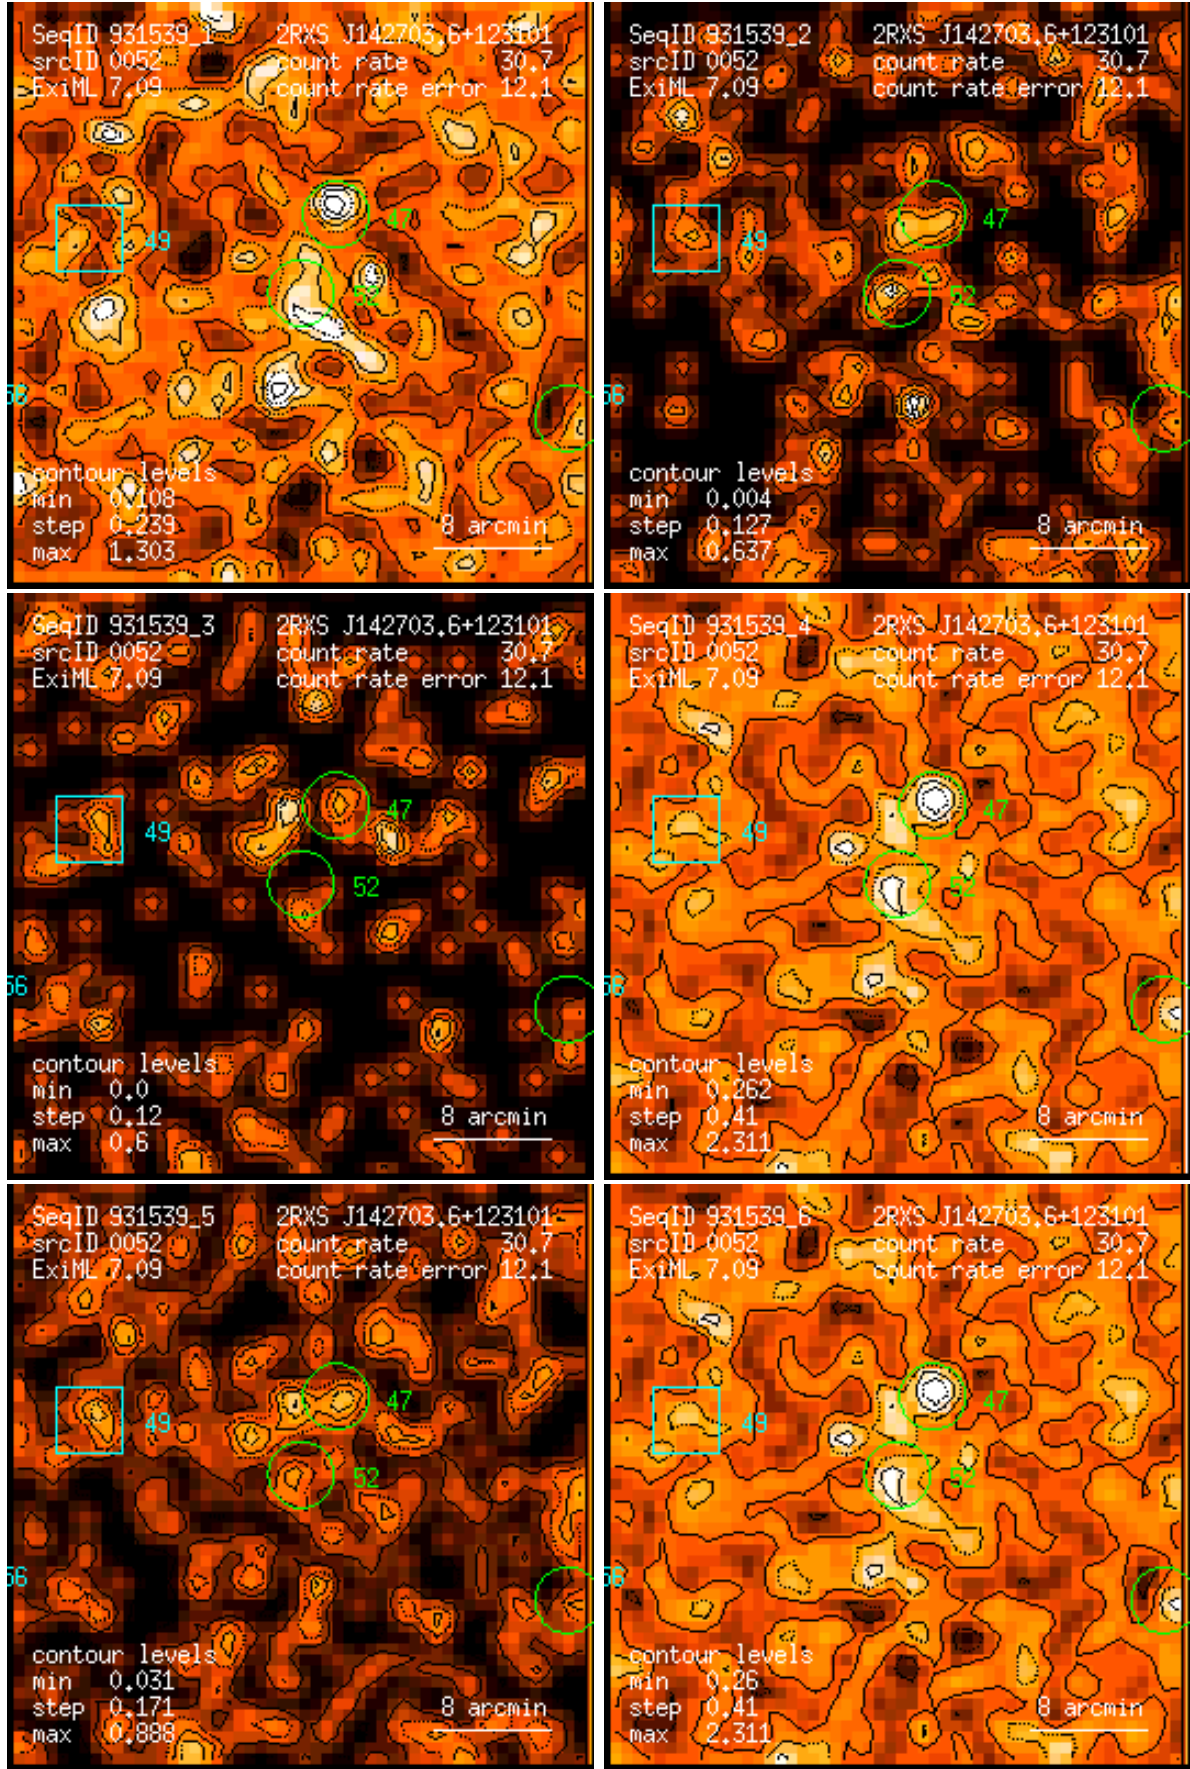 SeqID 931539_1 2RXS J142703.6+123101
srcID 0052 count rate 30.7
ExiML 7.09 count rate error 12.1
47
49
52
56
contour levels
min 0.108
step 0.239
max 1.303
8 arcmin
SeqID 931539_2 2RXS J142703.6+123101
srcID 0052 count rate 30.7
ExiML 7.09 count rate error 12.1
47
49
52
56
contour levels
min 0.004
step 0.127
max 0.637
8 arcmin
SeqID 931539_3 2RXS J142703.6+123101
srcID 0052 count rate 30.7
ExiML 7.09 count rate error 12.1
47
49
52
56
contour levels
min 0.0
step 0.12
max 0.6
8 arcmin
SeqID 931539_4 2RXS J142703.6+123101
srcID 0052 count rate 30.7
ExiML 7.09 count rate error 12.1
47
49
52
56
contour levels
min 0.262
step 0.41
max 2.311
8 arcmin
SeqID 931539_5 2RXS J142703.6+123101
srcID 0052 count rate 30.7
ExiML 7.09 count rate error 12.1
47
49
52
56
contour levels
min 0.031
step 0.171
max 0.888
8 arcmin
SeqID 931539_6 2RXS J142703.6+123101
srcID 0052 count rate 30.7
ExiML 7.09 count rate error 12.1
47
49
52
56
contour levels
min 0.26
step 0.41
max 2.311
8 arcmin